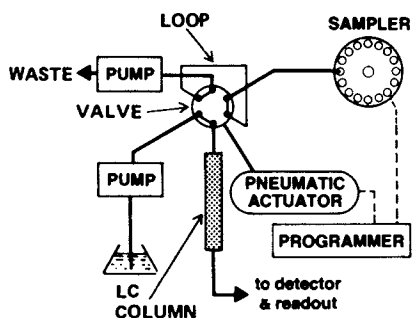 LOOP
SAMPLER
WASTE
PUMP
VALVE
PUMP
PNEUMATIC
ACTUATOR
PROGRAMMER
LC
COLUMN
to detector
& readout